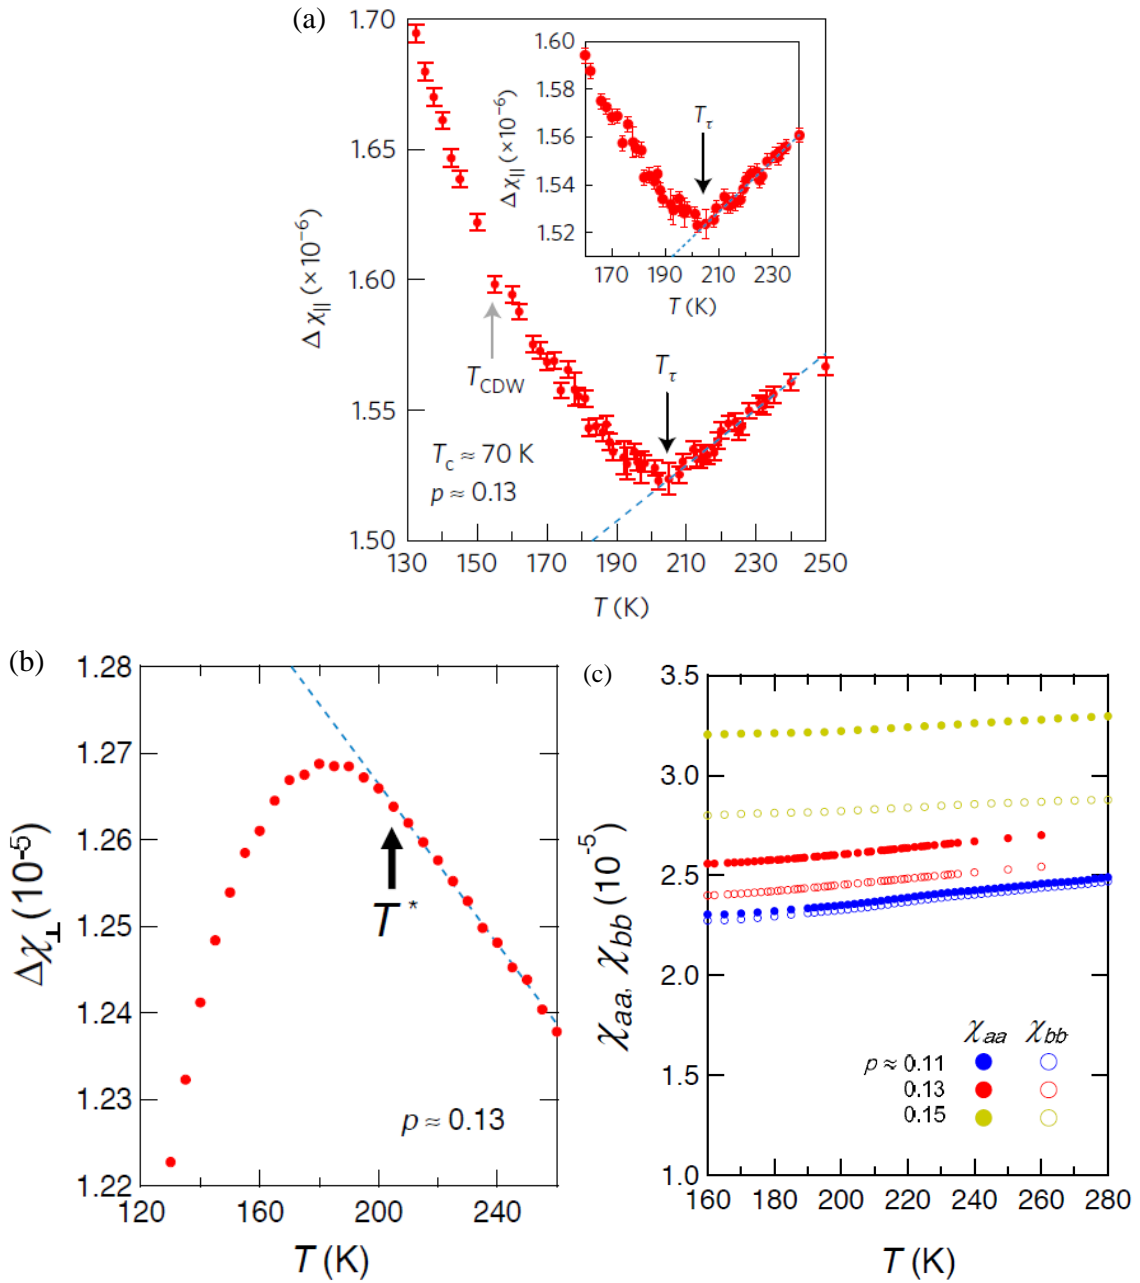 (a)
1.70
1.65
1.60
1.55
1.50
Δχ|| (×10⁻⁶)
130 150 170 190 210 230 250
T (K)
T_CDW
T_τ
T_c ≈ 70 K
p ≈ 0.13
1.60
1.58
1.56
1.54
1.52
Δχ|| (×10⁻⁶)
T_τ
170 190 210 230
T (K)
(b)
1.28
1.27
1.26
1.25
1.24
1.23
1.22
Δχ⊥ (10⁻⁵)
T*
p ≈ 0.13
120 160 200 240
T (K)
(c)
3.5
3.0
2.5
2.0
1.5
1.0
χaa, χbb (10⁻⁵)
χaa χbb
p ≈ 0.11
0.13
0.15
160 180 200 220 240 260 280
T (K)